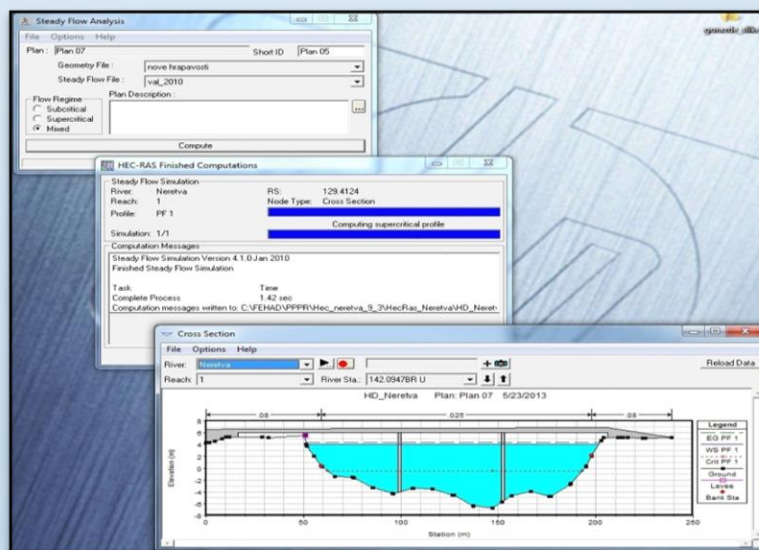 Steady Flow Analysis
File Options Help
Plan : Plan 07 Short ID Plan 05
Geometry File : nove hrapavosti
Steady Flow File : val_2010
Flow Regime
Subcritical
Supercritical
Mixed
Plan Description :
...
Compute
HEC-RAS Finished Computations
Steady Flow Simulation
River: Neretva RS: 129.4124
Reach: 1 Node Type: Cross Section
Profile: PF 1
Computing supercritical profile
Simulation: 1/1
Computation Messages
Steady Flow Simulation Version 4.1.0 Jan 2010
Finished Steady Flow Simulation
Task Time
Complete Process 1.42 sec
Computation messages written to: C:\FEHAD\PPPR\Hec_neretva_9_3\HecRas_Neretva\HD_Neret
Cross Section
File Options Help
River: Neretva Reload Data
Reach: 1 River Sta.: 142.0947BR U
HD_Neretva Plan: Plan 07 5/23/2013
.08 .025 .08
Elevation (m)
8
6
4
2
0
-2
-4
-6
-8
0 50 100 150 200 250
Station (m)
Legend
EG PF 1
WS PF 1
Crit PF 1
Ground
Levee
Bank Sta